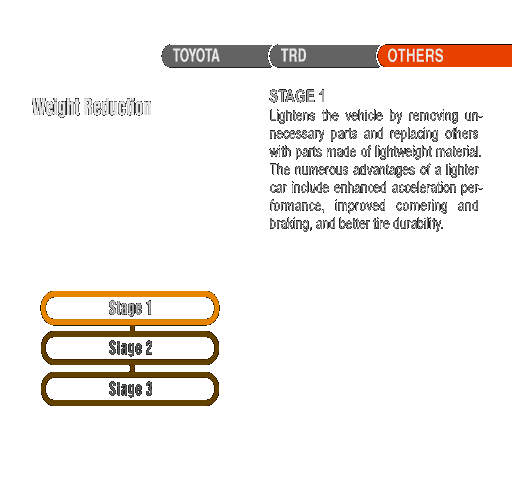 TOYOTA TRD OTHERS
Weight Reduction
STAGE 1
Lightens the vehicle by removing un-
necessary parts and replacing others
with parts made of lightweight material.
The numerous advantages of a lighter
car include enhanced acceleration per-
formance, improved cornering and
braking, and better tire durability.
Stage 1
Stage 2
Stage 3